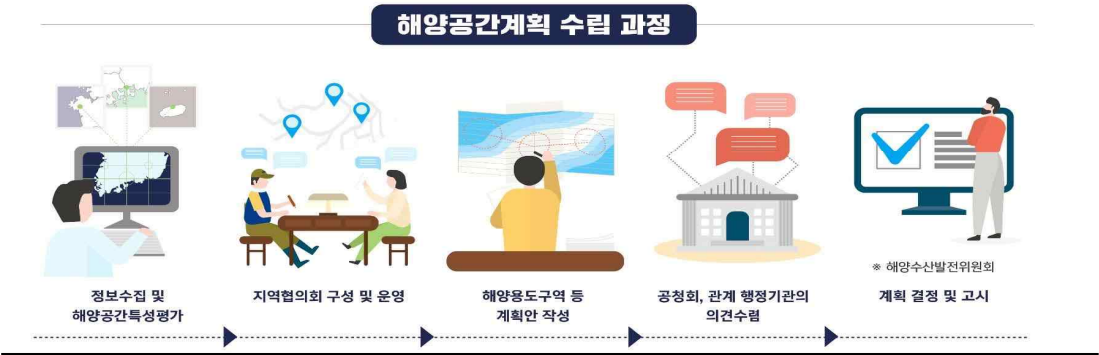 해양공간계획 수립 과정
정보수집 및
해양공간특성평가
지역협의회 구성 및 운영
해양용도구역 등
계획안 작성
공청회, 관계 행정기관의
의견수렴
※ 해양수산발전위원회
계획 결정 및 고시